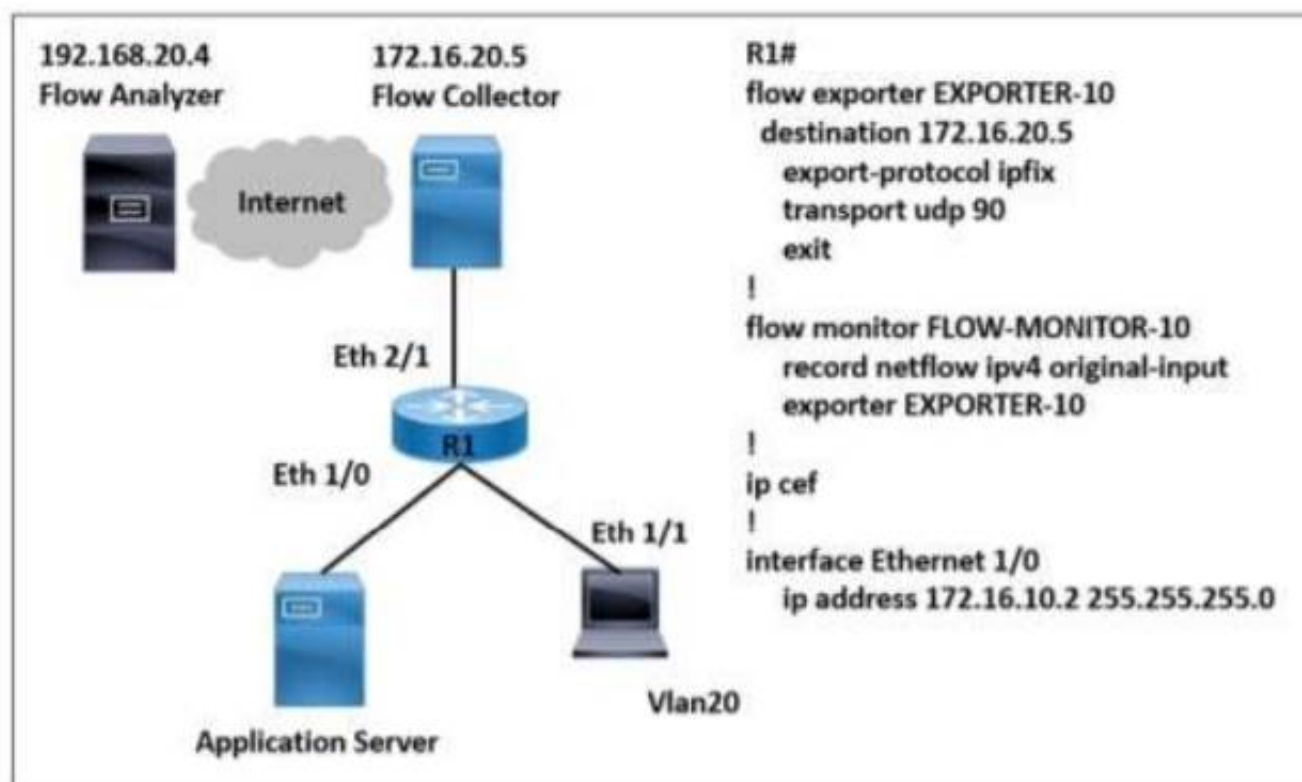 192.168.20.4
Flow Analyzer
172.16.20.5
Flow Collector
Internet
Eth 2/1
R1
Eth 1/0
Eth 1/1
Application Server
Vlan20
R1#
flow exporter EXPORTER-10
destination 172.16.20.5
export-protocol ipfix
transport udp 90
exit
!
flow monitor FLOW-MONITOR-10
record netflow ipv4 original-input
exporter EXPORTER-10
!
ip cef
!
interface Ethernet 1/0
ip address 172.16.10.2 255.255.255.0